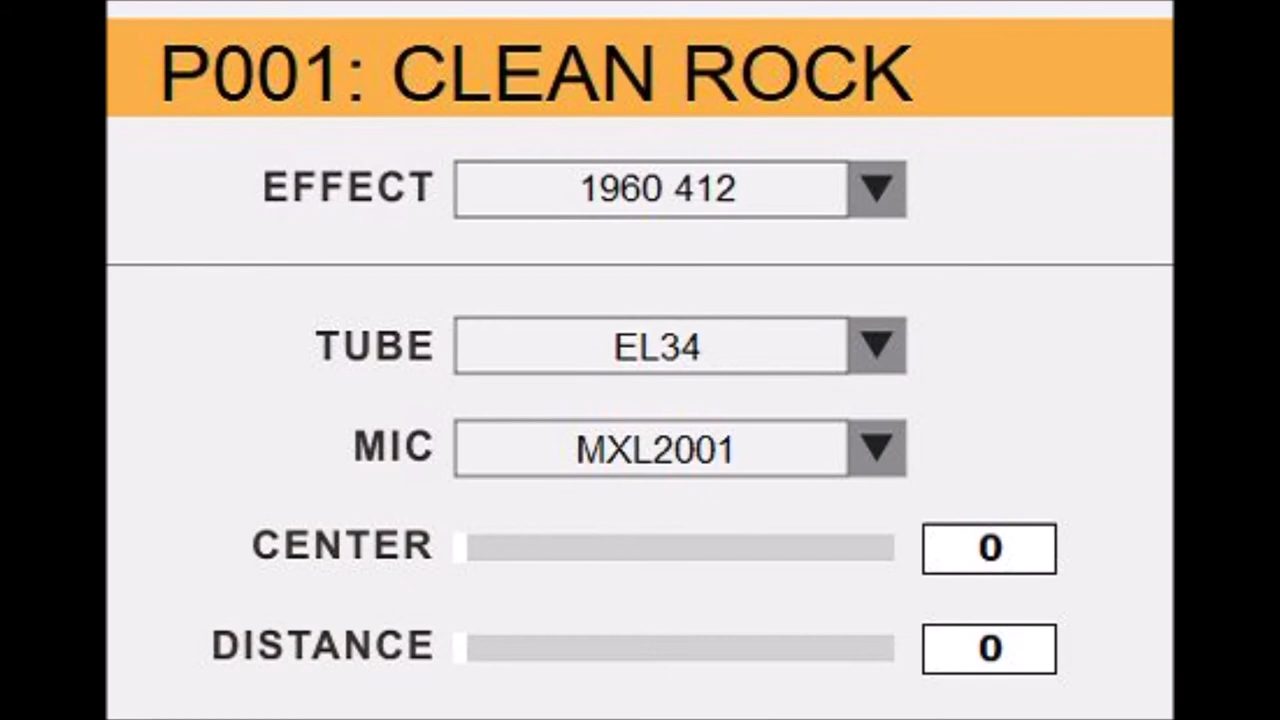 P001: CLEAN ROCK
EFFECT 1960 412
TUBE EL34
MIC MXL2001
CENTER 0
DISTANCE 0